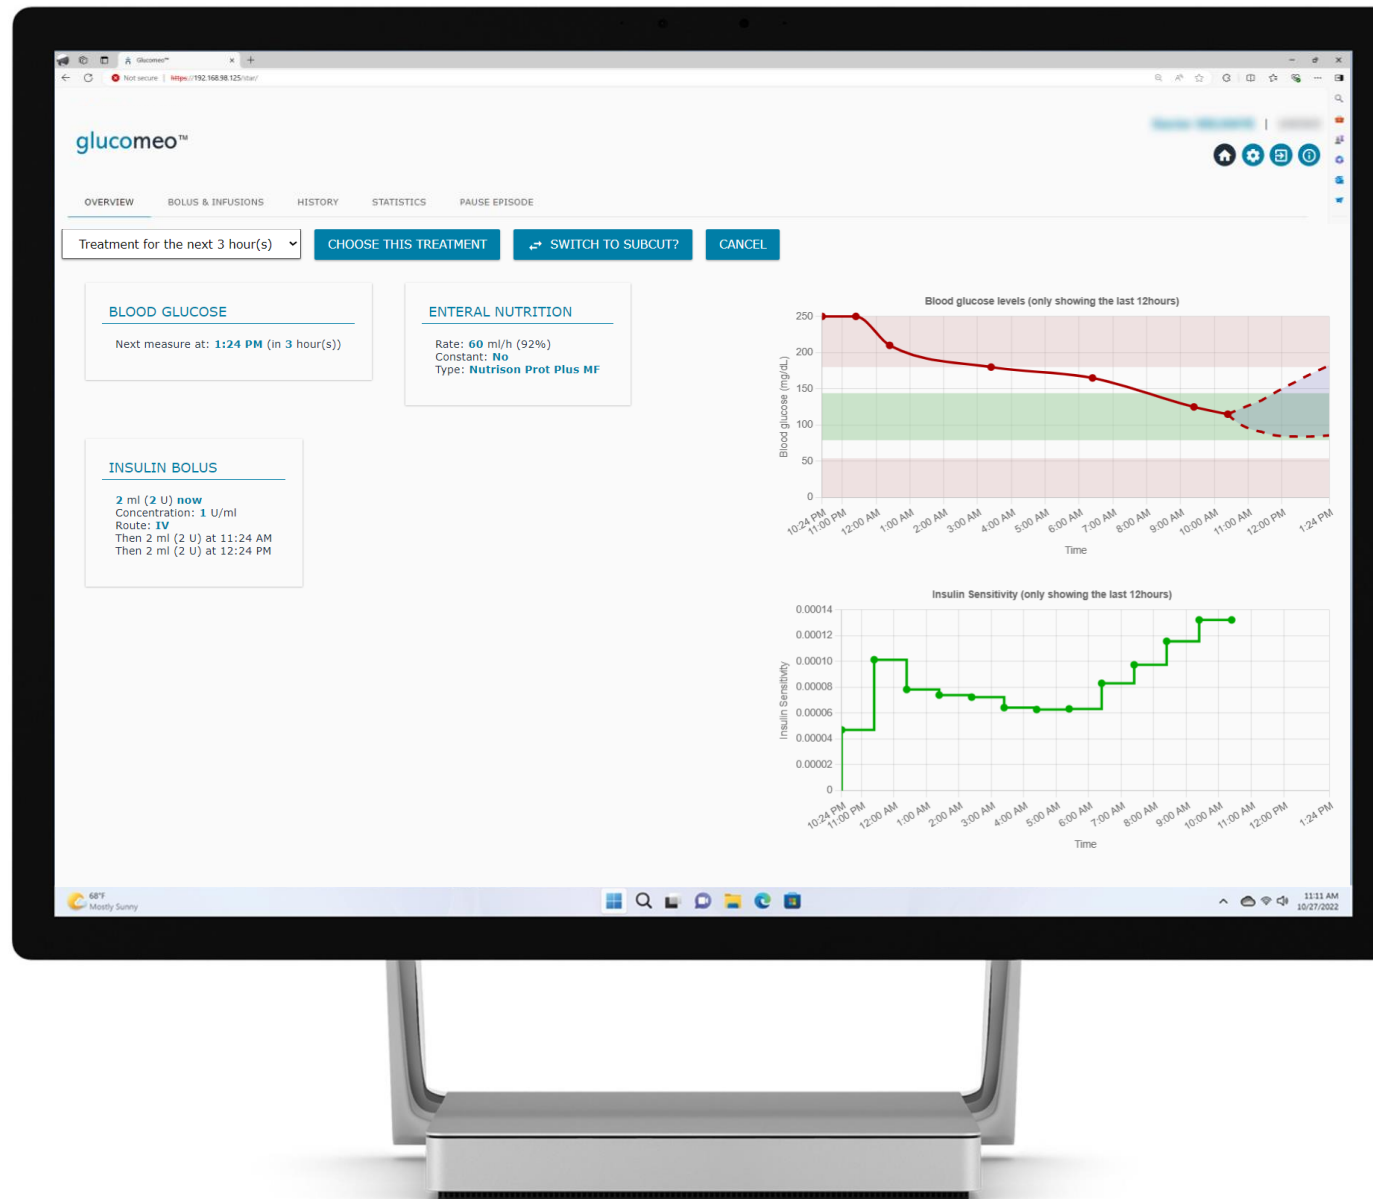 Glucomeo™
Not secure | https://192.168.98.125/star/
glucomeo™
OVERVIEW BOLUS & INFUSIONS HISTORY STATISTICS PAUSE EPISODE
Treatment for the next 3 hour(s) CHOOSE THIS TREATMENT SWITCH TO SUBCUT? CANCEL
BLOOD GLUCOSE
Next measure at: 1:24 PM (in 3 hour(s))
ENTERAL NUTRITION
Rate: 60 ml/h (92%)
Constant: No
Type: Nutrison Prot Plus MF
INSULIN BOLUS
2 ml (2 U) now
Concentration: 1 U/ml
Route: IV
Then 2 ml (2 U) at 11:24 AM
Then 2 ml (2 U) at 12:24 PM
Blood glucose levels (only showing the last 12hours)
Blood glucose (mg/dL)
250
200
150
100
50
0
10:24 PM 11:00 PM 12:00 AM 1:00 AM 2:00 AM 3:00 AM 4:00 AM 5:00 AM 6:00 AM 7:00 AM 8:00 AM 9:00 AM 10:00 AM 11:00 AM 12:00 PM 1:24 PM
Time
Insulin Sensitivity (only showing the last 12hours)
Insulin Sensitivity
0.00014
0.00012
0.00010
0.00008
0.00006
0.00004
0.00002
0
10:24 PM 11:00 PM 12:00 AM 1:00 AM 2:00 AM 3:00 AM 4:00 AM 5:00 AM 6:00 AM 7:00 AM 8:00 AM 9:00 AM 10:00 AM 11:00 AM 12:00 PM 1:24 PM
Time
68°F
Mostly Sunny
11:11 AM
10/27/2022